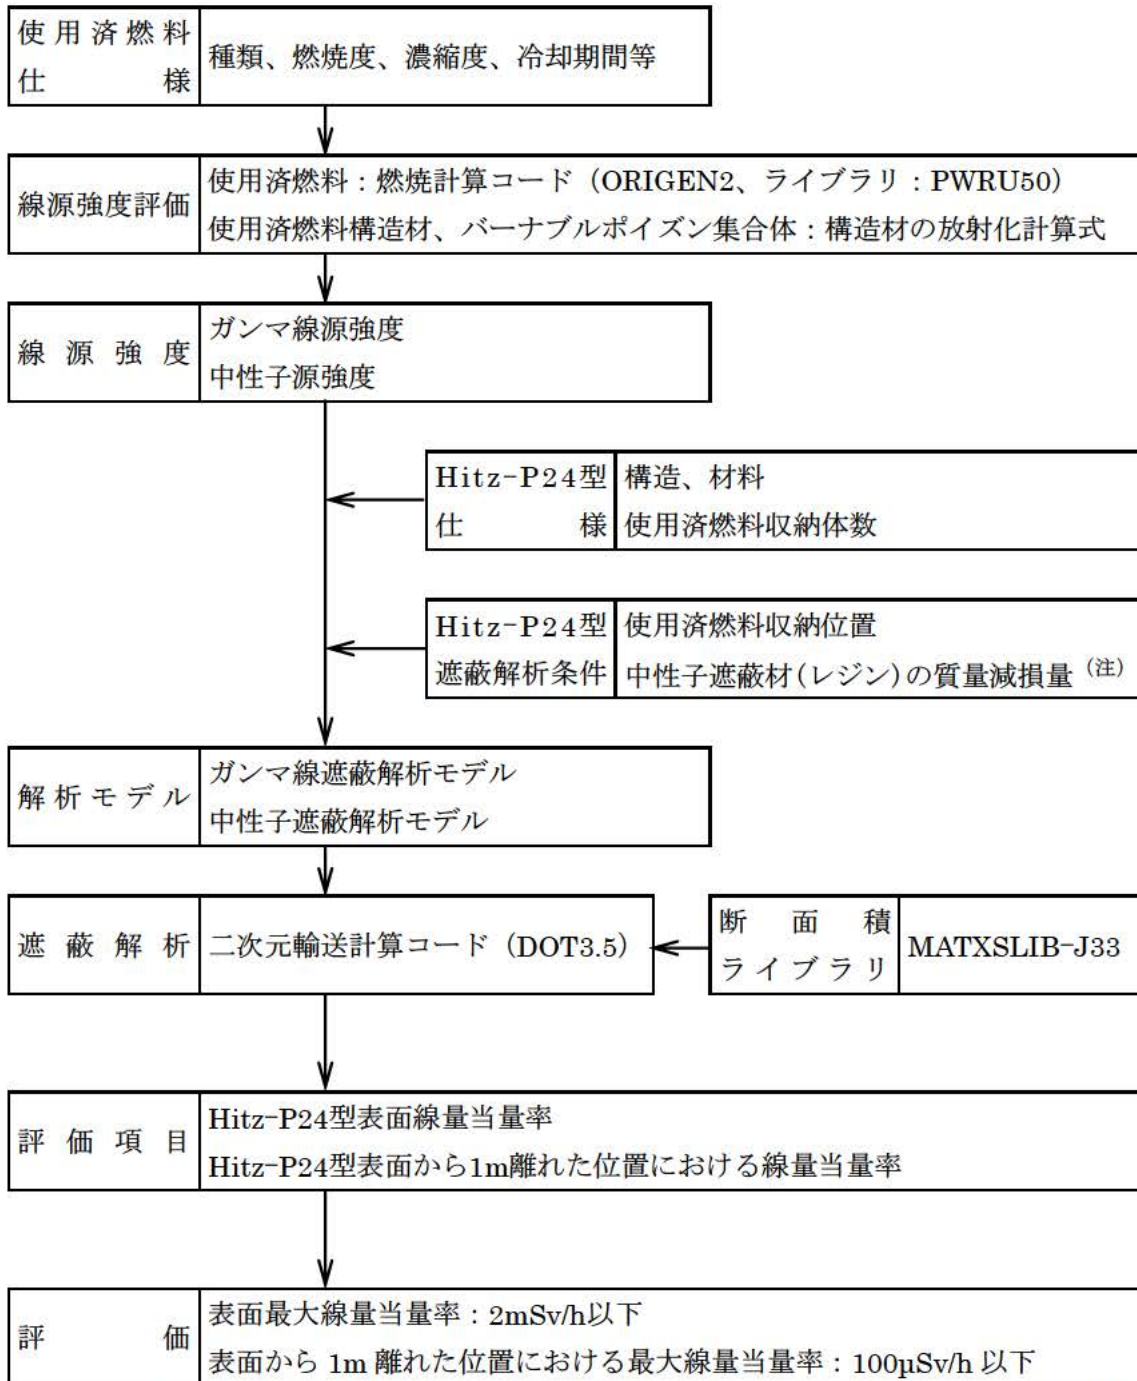 使用済燃料
仕様
種類、燃焼度、濃縮度、冷却期間等
線源強度評価
使用済燃料：燃焼計算コード（ORIGEN2、ライブラリ：PWRU50）
使用済燃料構造材、バーナブルポイズン集合体：構造材の放射化計算式
線源強度
ガンマ線源強度
中性子源強度
Hitz-P24型
仕様
構造、材料
使用済燃料収納体数
Hitz-P24型
遮蔽解析条件
使用済燃料収納位置
中性子遮蔽材(レジン)の質量減損量（注）
解析モデル
ガンマ線遮蔽解析モデル
中性子遮蔽解析モデル
遮蔽解析
二次元輸送計算コード（DOT3.5）
断面積
ライブラリ
MATXSLIB-J33
評価項目
Hitz-P24型表面線量当量率
Hitz-P24型表面から1m離れた位置における線量当量率
評価
表面最大線量当量率：2mSv/h以下
表面から 1m 離れた位置における最大線量当量率：100μSv/h 以下